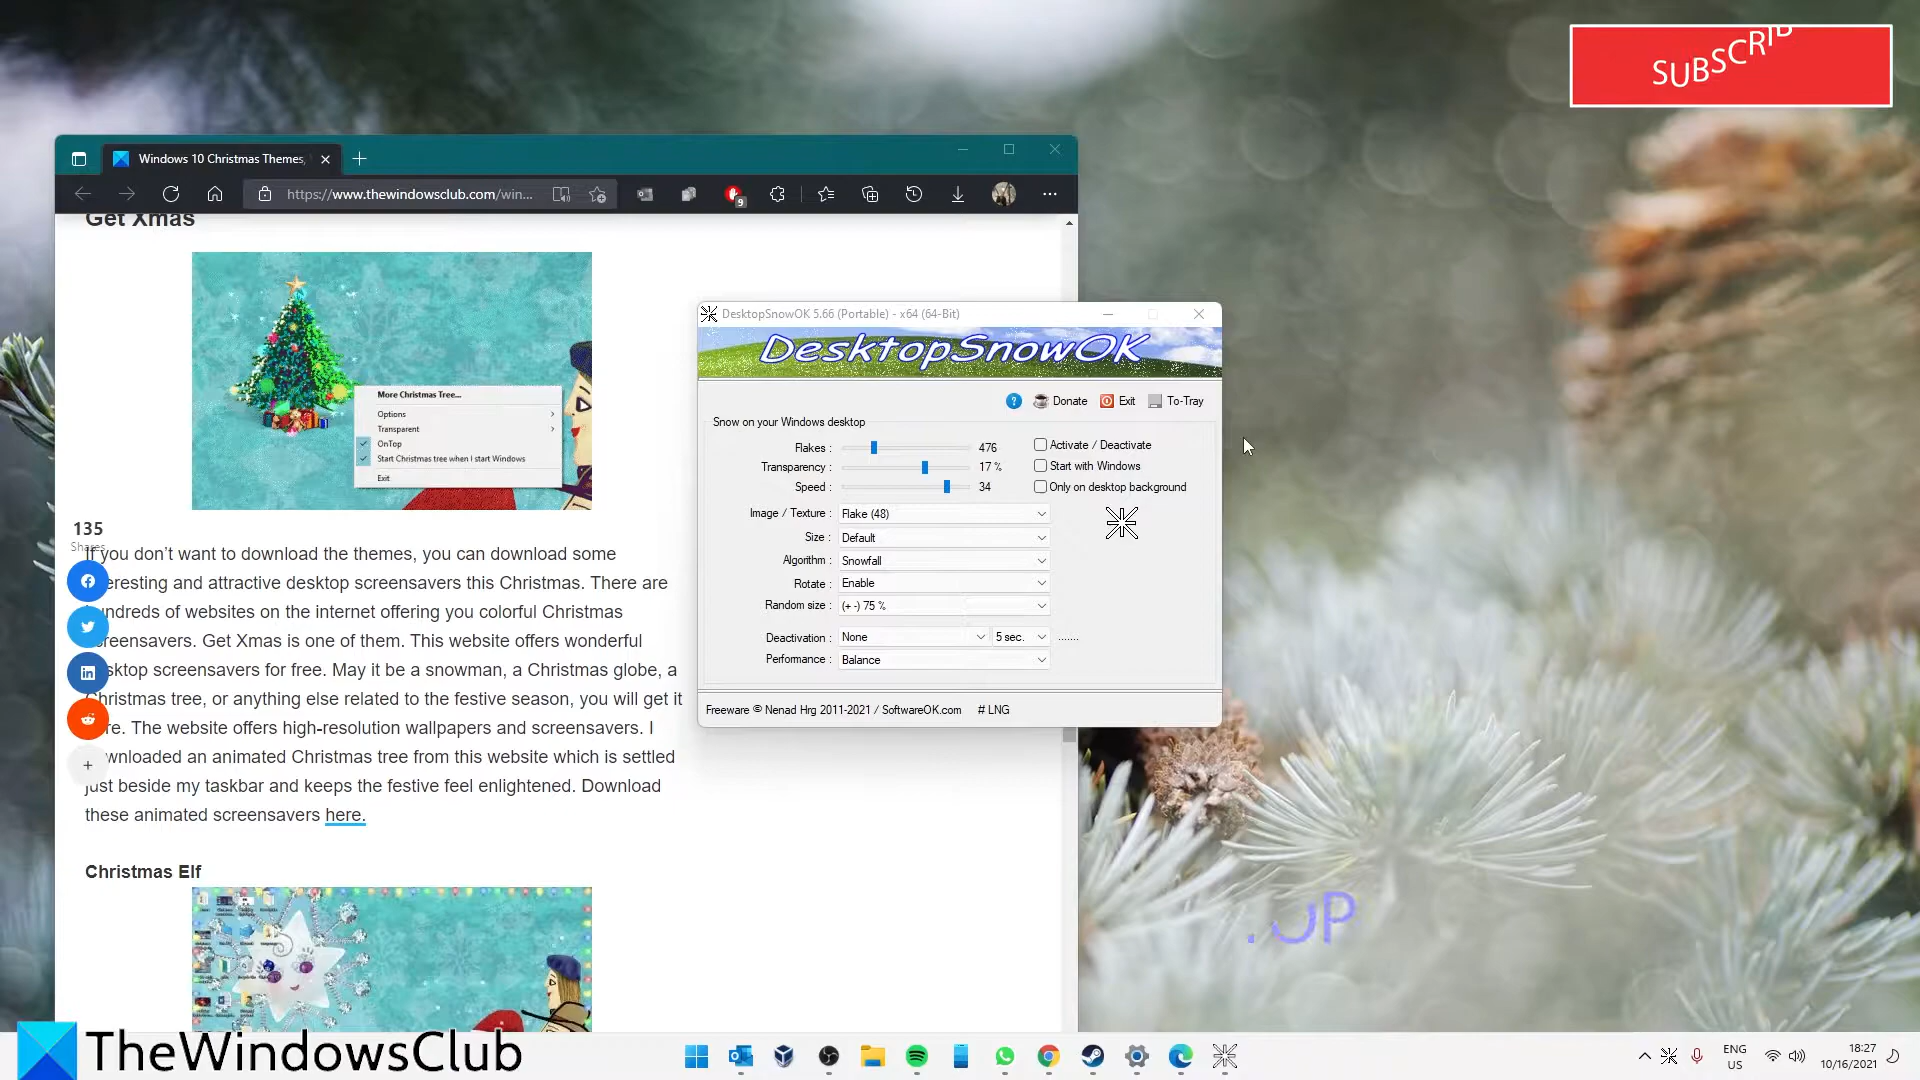 SUBSCRIB
Windows 10 Christmas Themes,
https://www.thewindowsclub.com/win...
9
Get Xmas
More Christmas Tree...
Options
Transparent
OnTop
Start Christmas tree when I start Windows
Exit
135
Shares
If you don't want to download the themes, you can download some
eresting and attractive desktop screensavers this Christmas. There are
undreds of websites on the internet offering you colorful Christmas
reensavers. Get Xmas is one of them. This website offers wonderful
sktop screensavers for free. May it be a snowman, a Christmas globe, a
Christmas tree, or anything else related to the festive season, you will get it
re. The website offers high-resolution wallpapers and screensavers. I
wnloaded an animated Christmas tree from this website which is settled
just beside my taskbar and keeps the festive feel enlightened. Download
these animated screensavers here.
Christmas Elf
DesktopSnowOK 5.66 (Portable) - x64 (64-Bit)
DesktopSnowOK
? Donate Exit To-Tray
Snow on your Windows desktop
Flakes : 476 Activate / Deactivate
Transparency : 17 % Start with Windows
Speed : 34 Only on desktop background
Image / Texture : Flake (48)
Size : Default
Algorithm : Snowfall
Rotate : Enable
Random size : (+ -) 75 %
Deactivation : None 5 sec. .......
Performance : Balance
Freeware © Nenad Hrg 2011-2021 / SoftwareOK.com # LNG
.UP
TheWindowsClub
ENG
US
18:27
10/16/2021